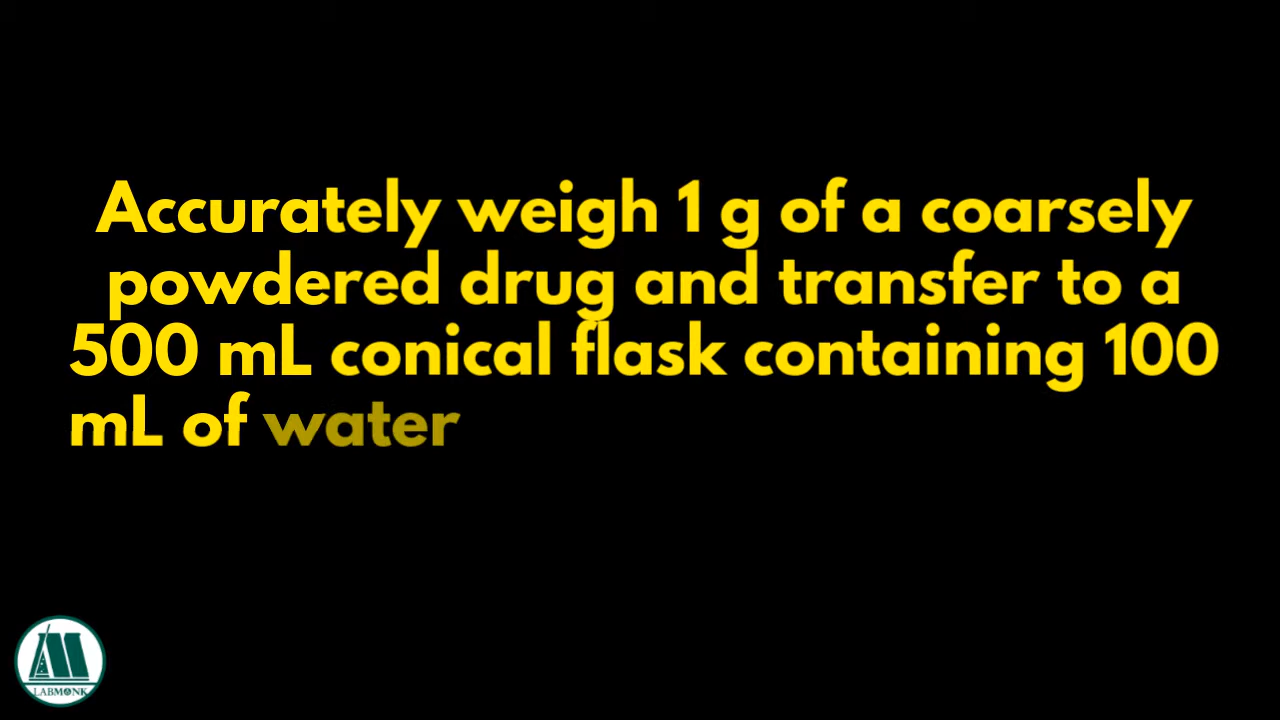 Accurately weigh 1 g of a coarsely
powdered drug and transfer to a
500 mL conical flask containing 100
mL of water
LABMONK